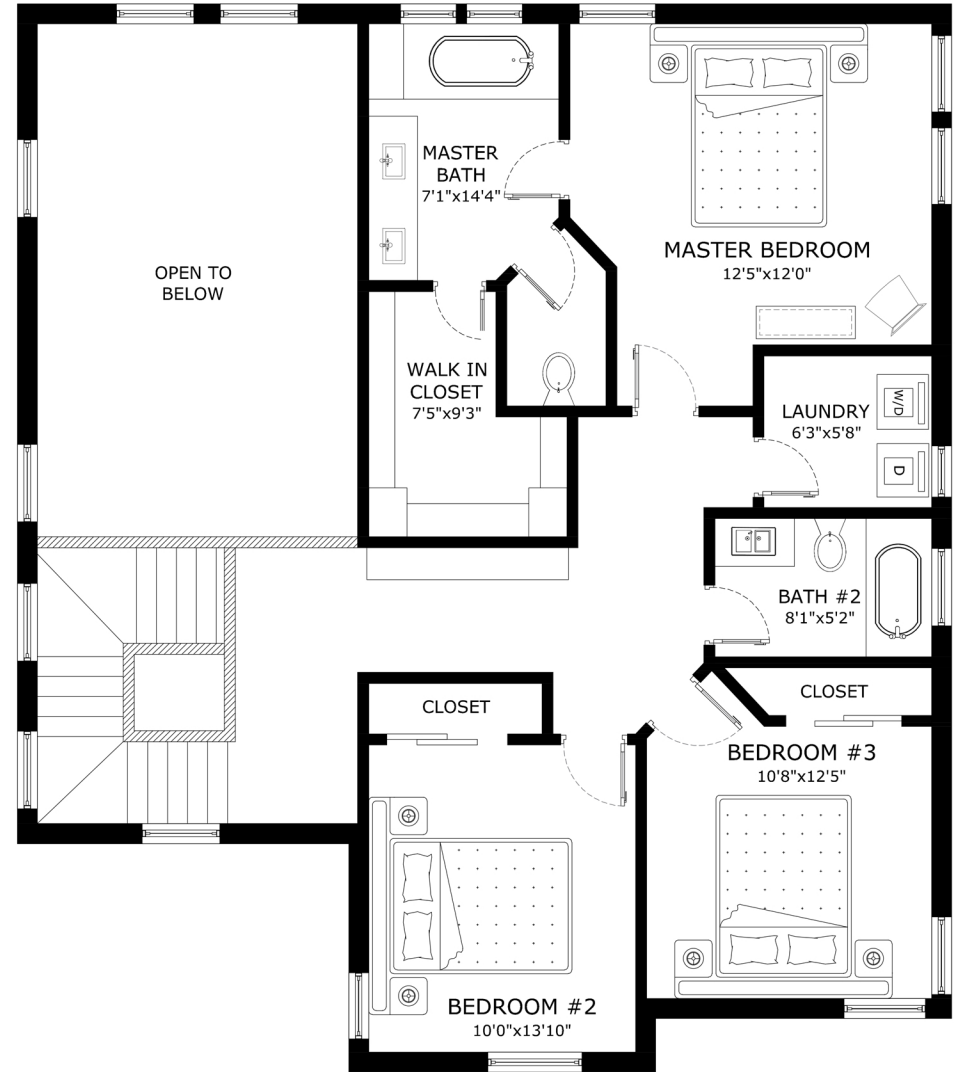 MASTER
BATH
7'1"x14'4"
MASTER BEDROOM
12'5"x12'0"
OPEN TO
BELOW
WALK IN
CLOSET
7'5"x9'3"
LAUNDRY
6'3"x5'8"
W/D
D
BATH #2
8'1"x5'2"
CLOSET
CLOSET
BEDROOM #3
10'8"x12'5"
BEDROOM #2
10'0"x13'10"